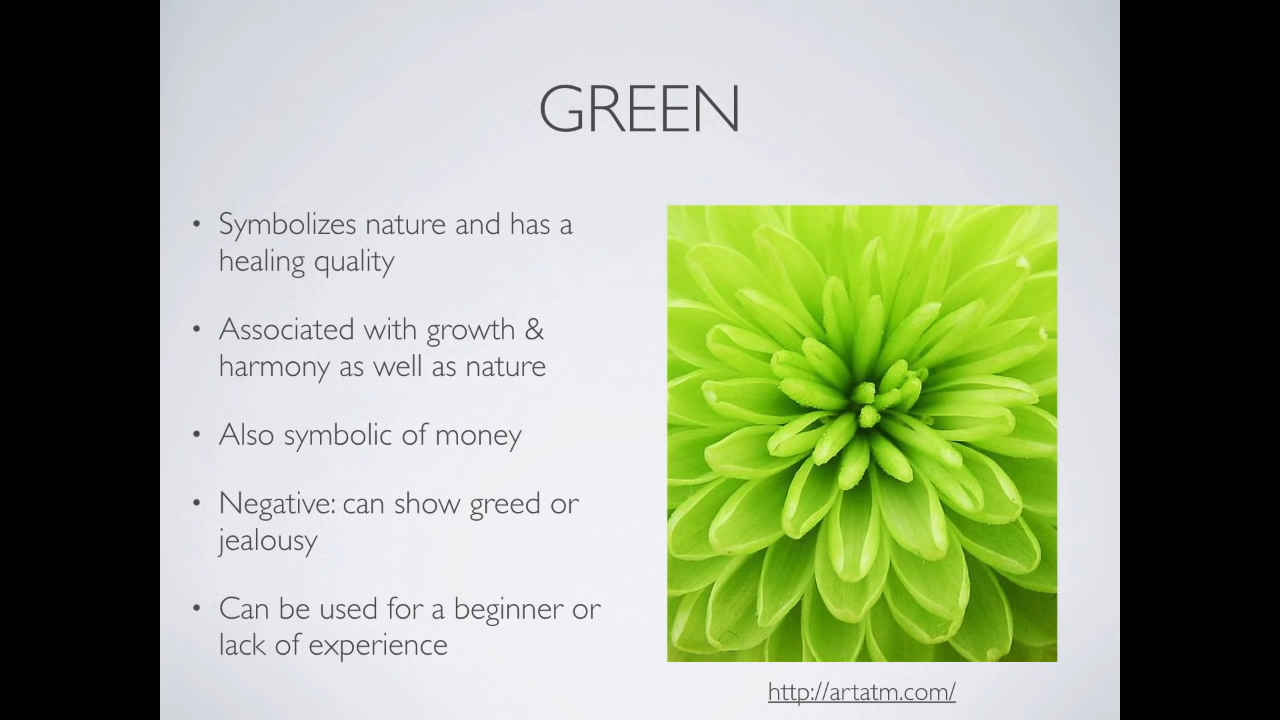 GREEN
• Symbolizes nature and has a
healing quality
• Associated with growth &
harmony as well as nature
• Also symbolic of money
• Negative: can show greed or
jealousy
• Can be used for a beginner or
lack of experience
http://artatm.com/